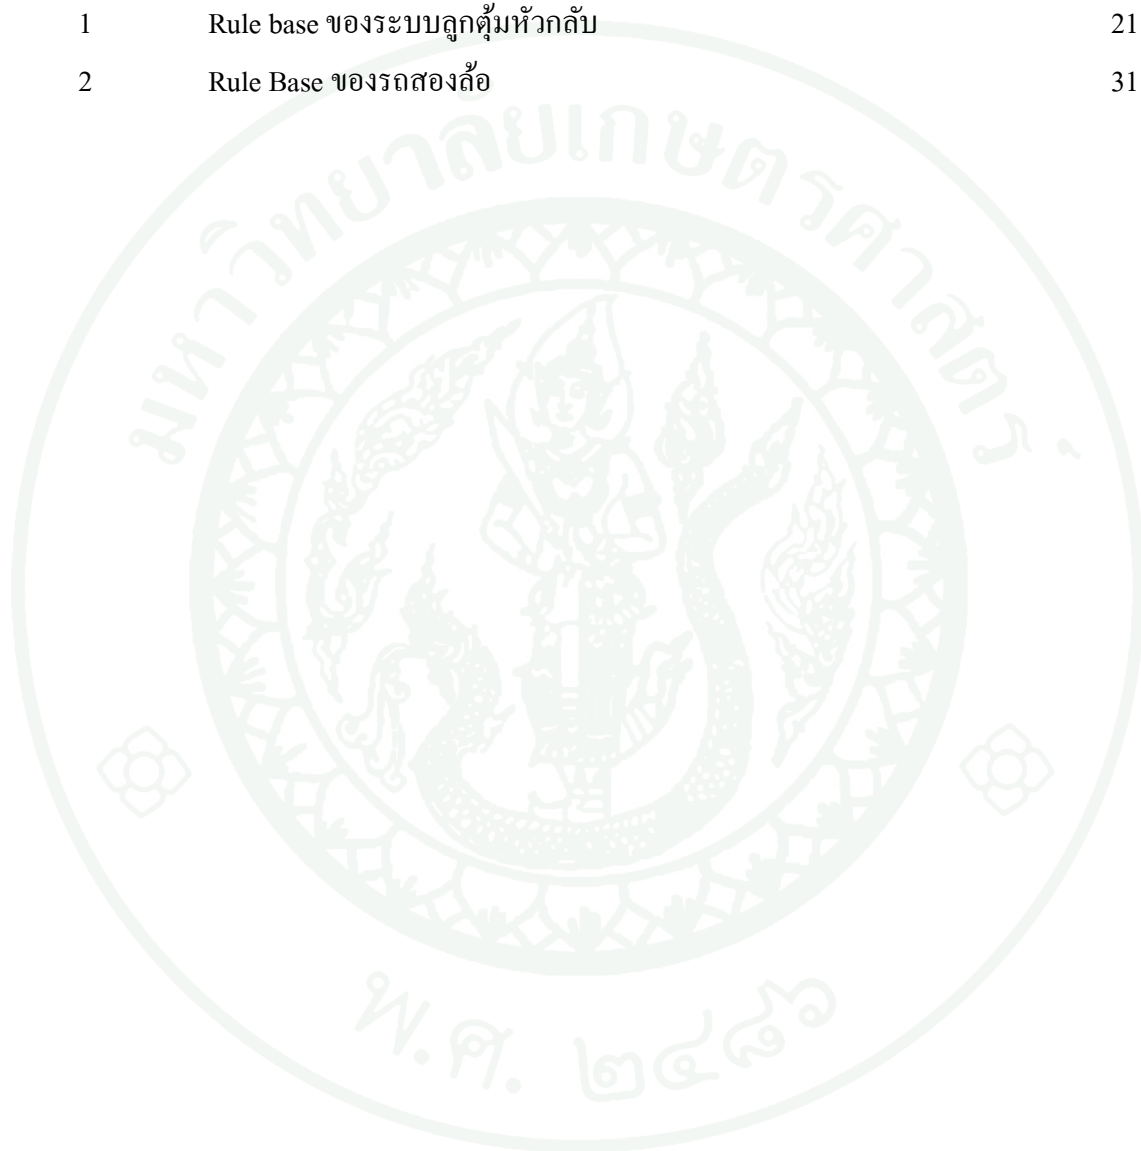 1 Rule base ของระบบลูกตุ้มหัวกลับ 21
2 Rule Base ของรถสองล้อ 31
มหาวิทยาลัยเกษตรศาสตร์
พ.ศ. ๒๔๘๖